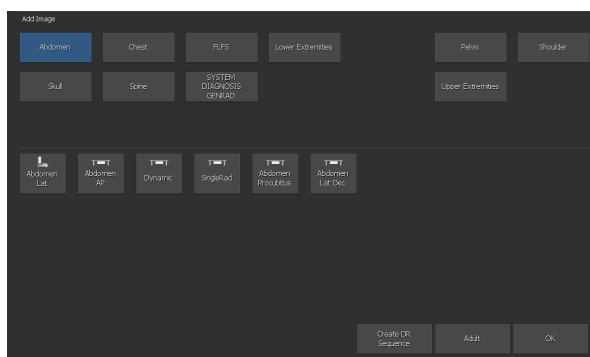 Add Image
Abdomen
Chest
FLFS
Lower Extremities
Pelvis
Shoulder
Skull
Spine
SYSTEM
DIAGNOSIS
GENRAD
Upper Extremities
Abdomen
Lat
Abdomen
AP
Dynamic
SingleRad
Abdomen
Procubitus
Abdomen
Lat Dec
Create DR
Sequence
Adult
OK